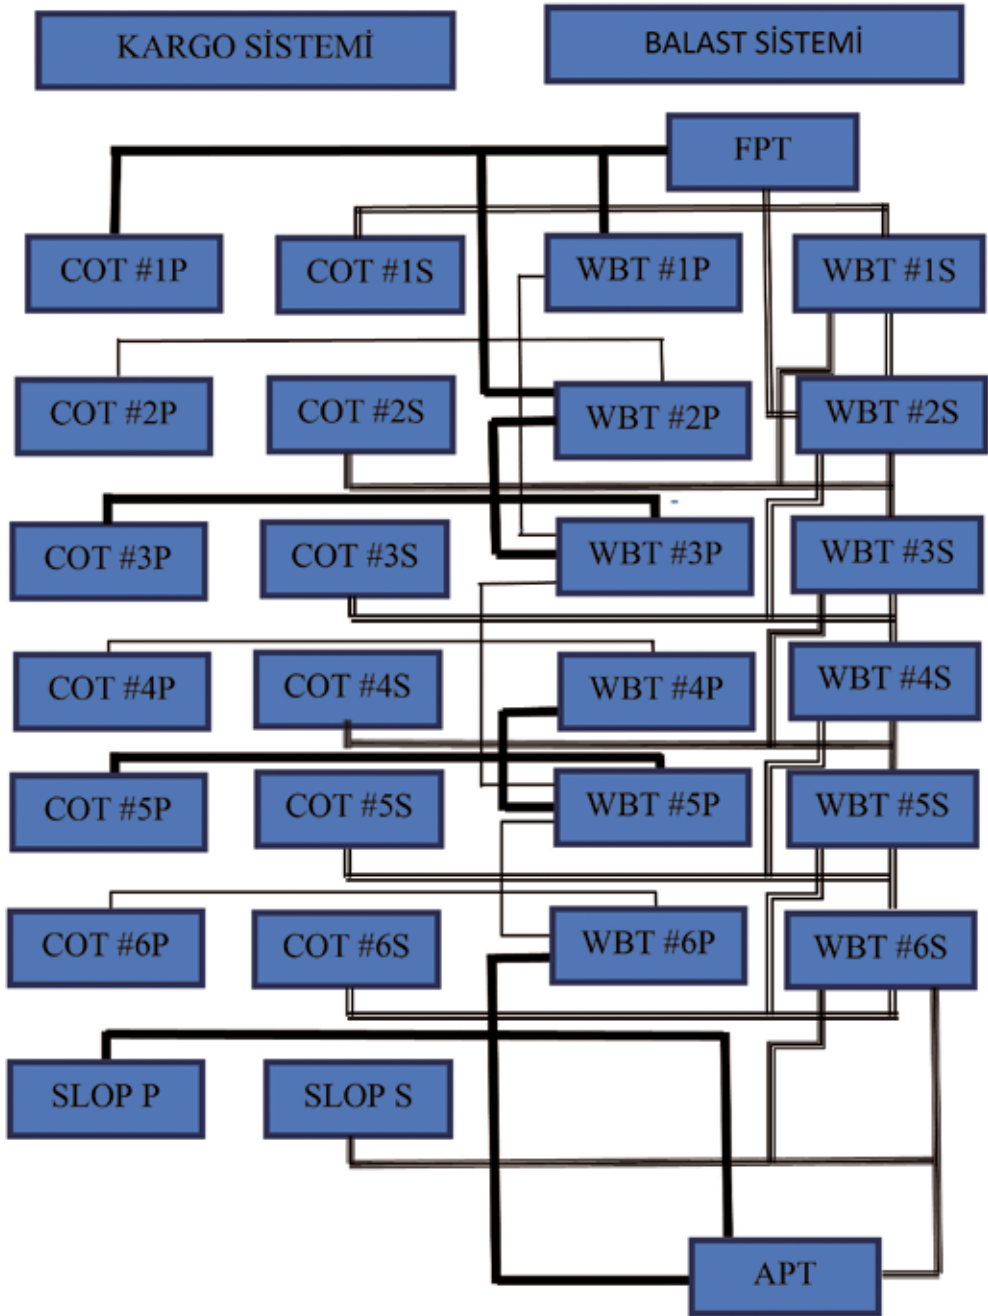 KARGO SİSTEMİ
BALAST SİSTEMİ
FPT
COT #1P
COT #1S
WBT #1P
WBT #1S
COT #2P
COT #2S
WBT #2P
WBT #2S
COT #3P
COT #3S
WBT #3P
WBT #3S
COT #4P
COT #4S
WBT #4P
WBT #4S
COT #5P
COT #5S
WBT #5P
WBT #5S
COT #6P
COT #6S
WBT #6P
WBT #6S
SLOP P
SLOP S
APT